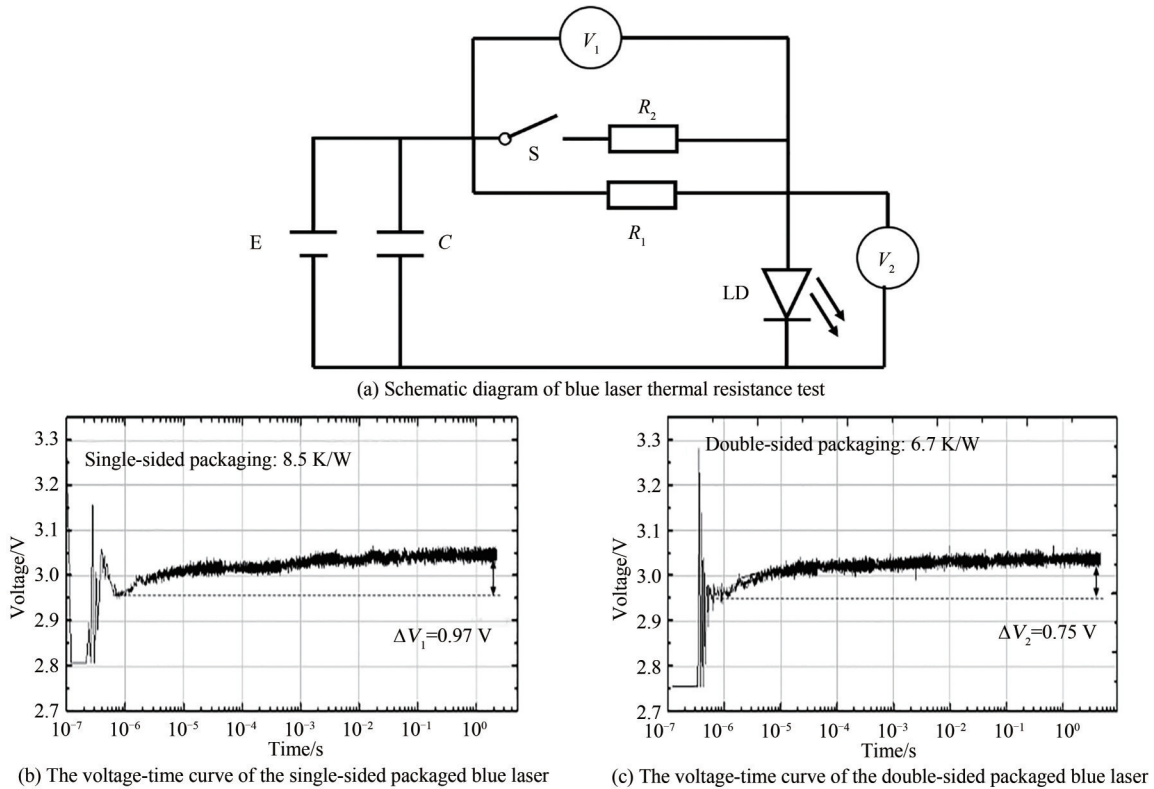 V₁
R₂
S
E
C
R₁
V₂
LD
(a) Schematic diagram of blue laser thermal resistance test
3.3
3.2
3.1
3.0
2.9
2.8
2.7
Voltage/V
Single-sided packaging: 8.5 K/W
ΔV₁=0.97 V
10⁻⁷ 10⁻⁶ 10⁻⁵ 10⁻⁴ 10⁻³ 10⁻² 10⁻¹ 10⁰
Time/s
(b) The voltage-time curve of the single-sided packaged blue laser
3.3
3.2
3.1
3.0
2.9
2.8
2.7
Voltage/V
Double-sided packaging: 6.7 K/W
ΔV₂=0.75 V
10⁻⁷ 10⁻⁶ 10⁻⁵ 10⁻⁴ 10⁻³ 10⁻² 10⁻¹ 10⁰
Time/s
(c) The voltage-time curve of the double-sided packaged blue laser